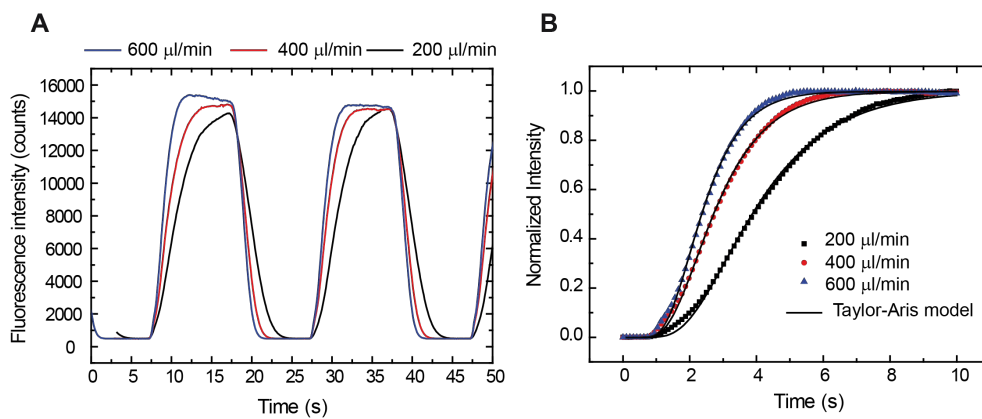 A
600 μl/min 400 μl/min 200 μl/min
Fluorescence intensity (counts)
16000
14000
12000
10000
8000
6000
4000
2000
0
0 5 10 15 20 25 30 35 40 45 50
Time (s)
B
Normalized Intensity
1.0
0.8
0.6
0.4
0.2
0.0
200 μl/min
400 μl/min
600 μl/min
Taylor-Aris model
0 2 4 6 8 10
Time (s)